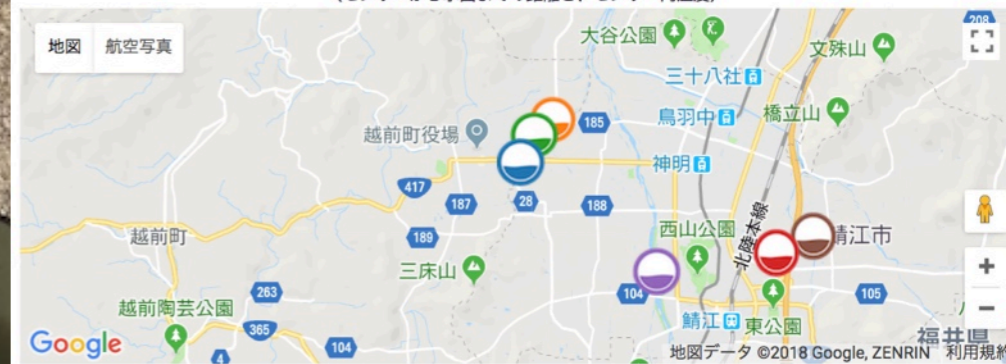 地図 航空写真
大谷公園
文殊山
208
三十八社
鳥羽中
橋立山
185
越前町役場
神明
417
187
28
188
189
西山公園
北陸本線
鯖江市
越前町
三床山
104
263
105
越前陶芸公園
365
鯖江
東公園
福井県
4
104
Google
地図データ ©2018 Google, ZENRIN 利用規約